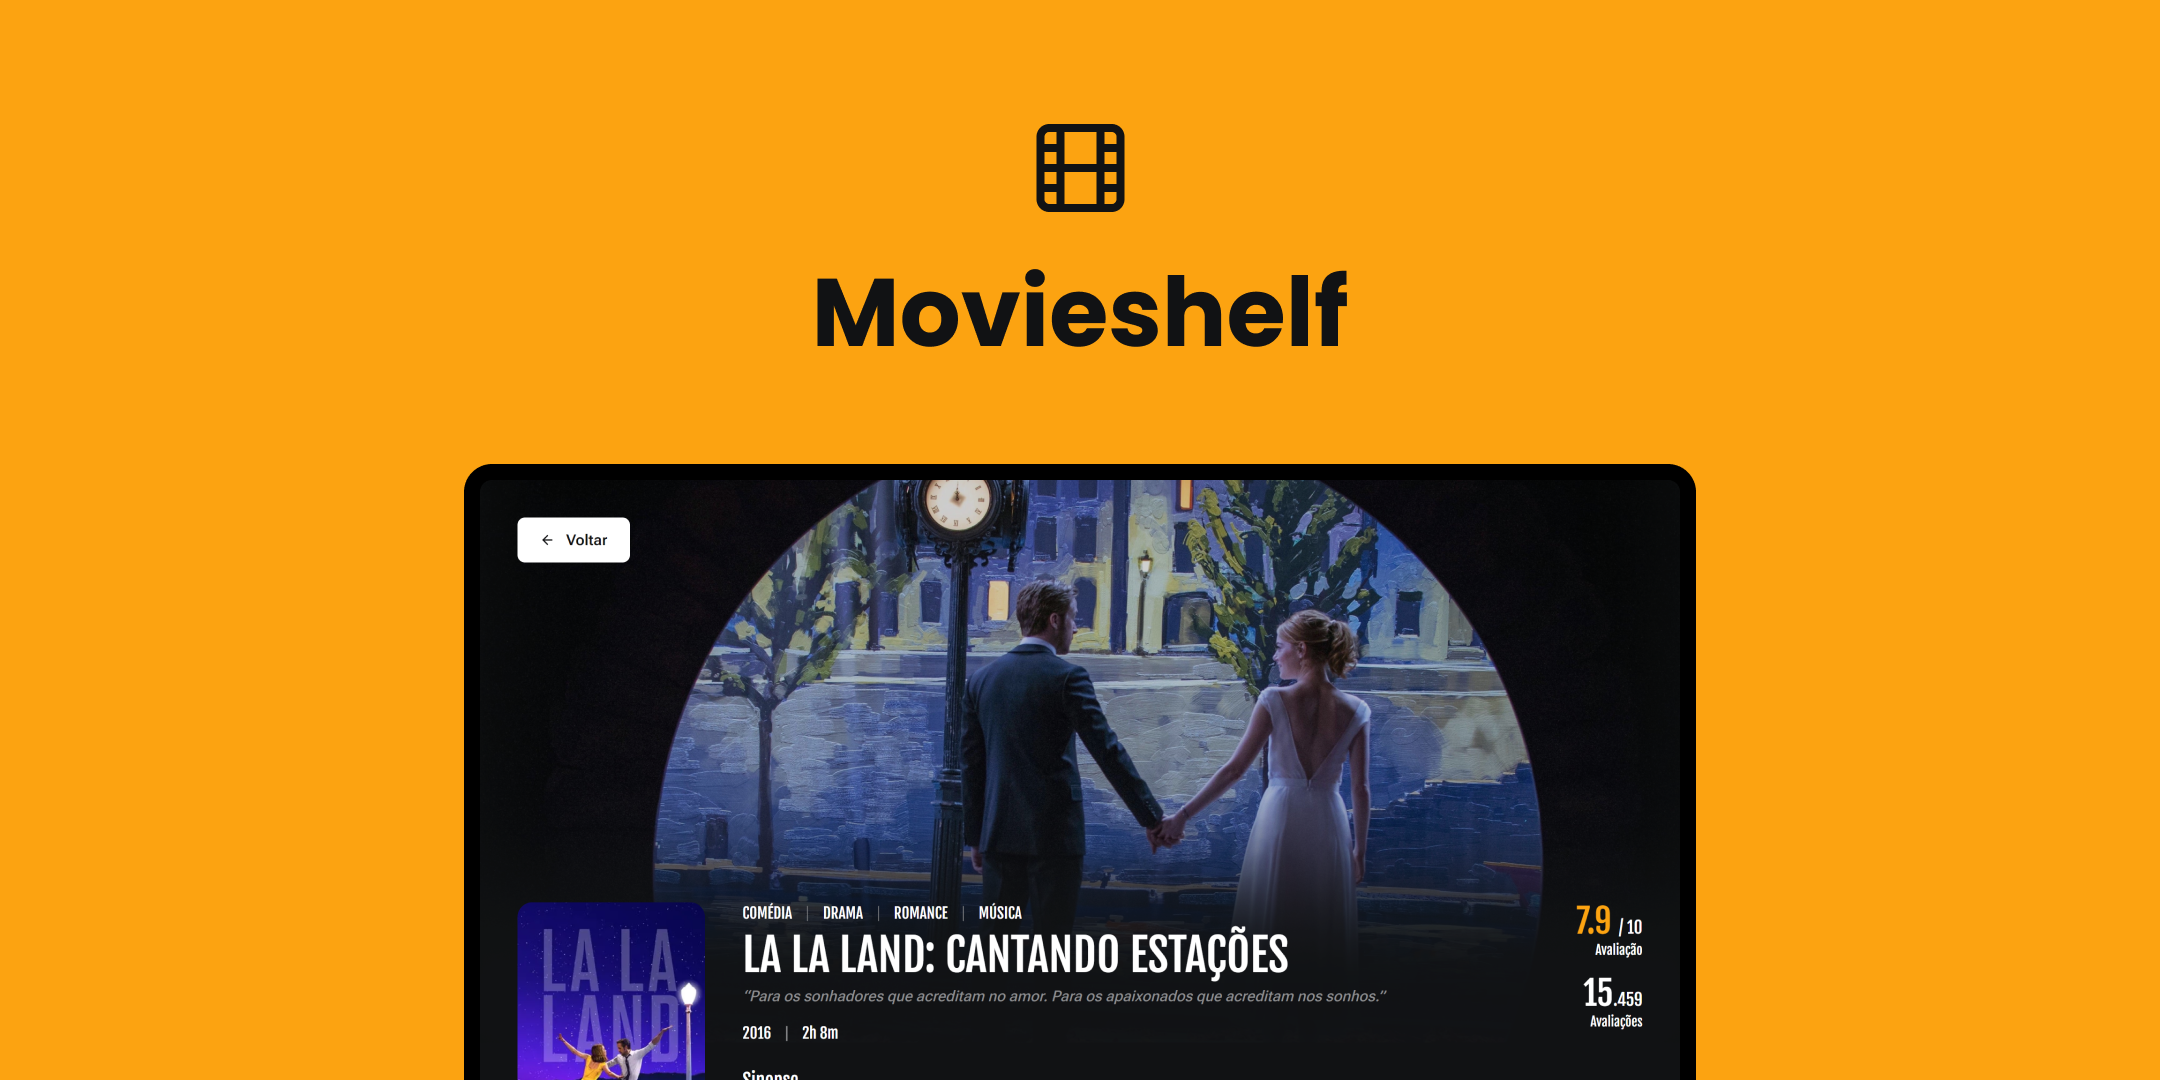 Movieshelf
← Voltar
COMÉDIA | DRAMA | ROMANCE | MÚSICA
LA LA LAND: CANTANDO ESTAÇÕES
“Para os sonhadores que acreditam no amor. Para os apaixonados que acreditam nos sonhos.”
2016 | 2h 8m
Sinopse
7.9 / 10
Avaliação
15.459
Avaliações
LA LA
LAND